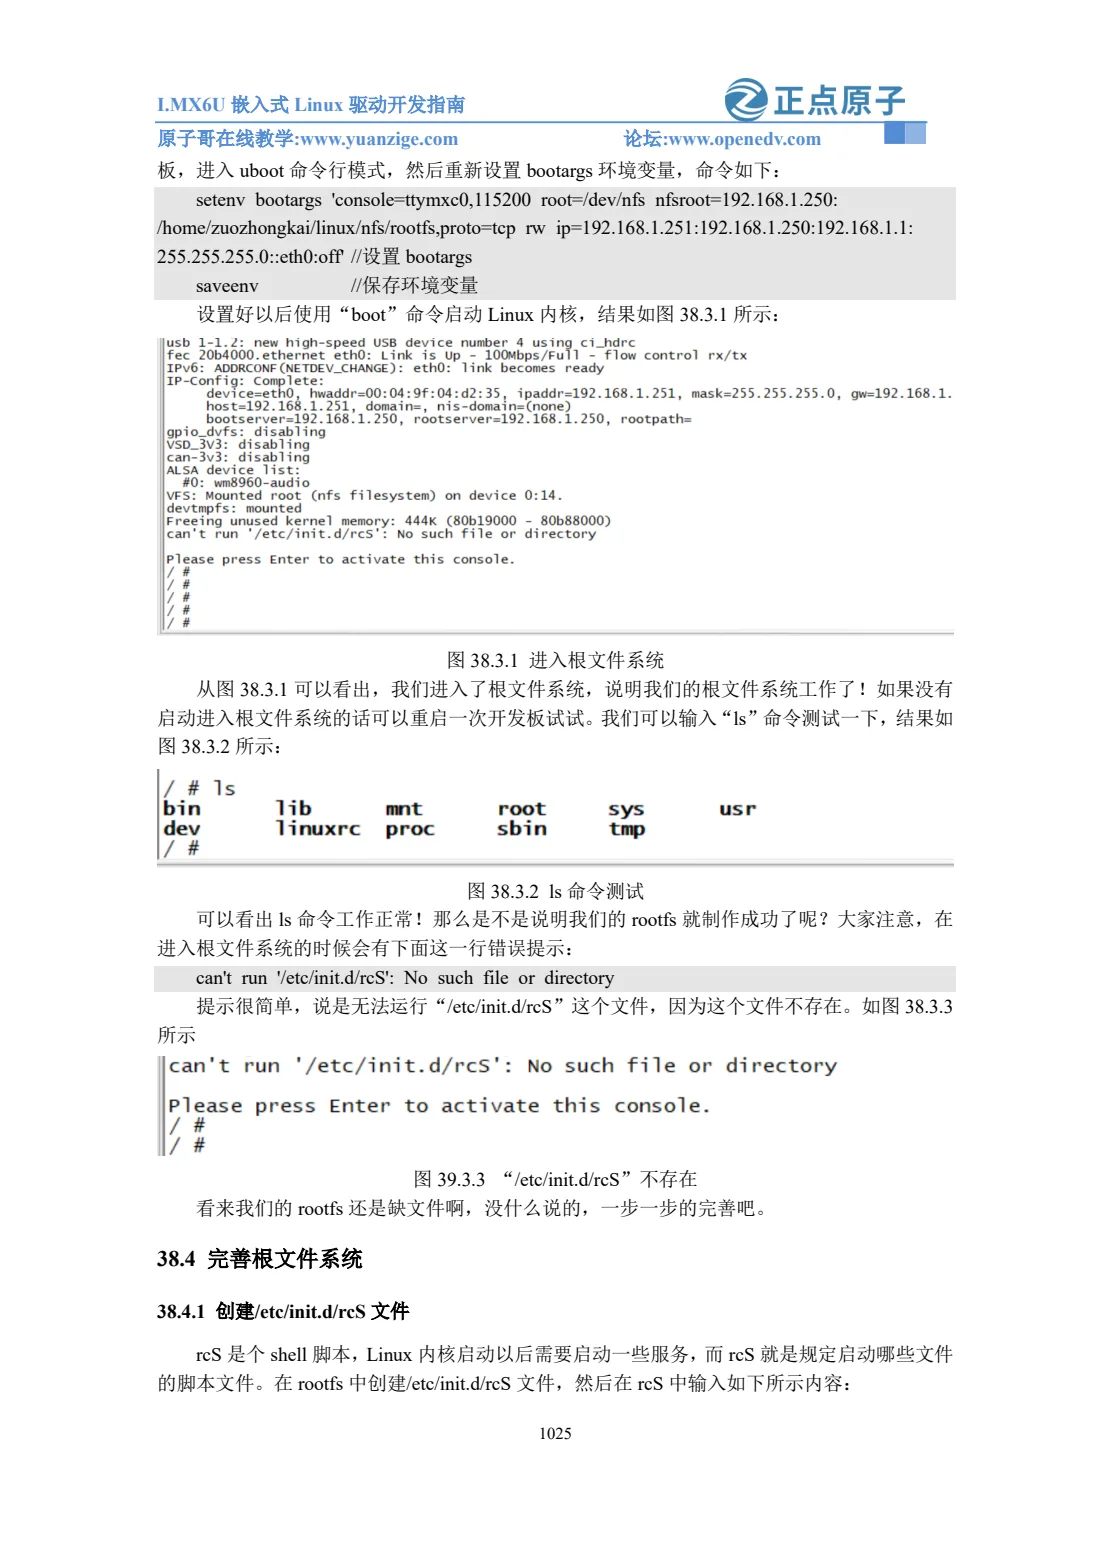 I.MX6U 嵌入式 Linux 驱动开发指南
正点原子
原子哥在线教学:www.yuanzige.com 论坛:www.openedv.com
板，进入 uboot 命令行模式，然后重新设置 bootargs 环境变量，命令如下：
setenv bootargs 'console=ttymxc0,115200 root=/dev/nfs nfsroot=192.168.1.250:
/home/zuozhongkai/linux/nfs/rootfs,proto=tcp rw ip=192.168.1.251:192.168.1.250:192.168.1.1:
255.255.255.0::eth0:off' //设置 bootargs
saveenv //保存环境变量
设置好以后使用“boot”命令启动 Linux 内核，结果如图 38.3.1 所示：
usb 1-1.2: new high-speed USB device number 4 using ci_hdrc
fec 20b4000.ethernet eth0: Link is Up - 100Mbps/Full - flow control rx/tx
IPv6: ADDRCONF(NETDEV_CHANGE): eth0: link becomes ready
IP-Config: Complete:
device=eth0, hwaddr=00:04:9f:04:d2:35, ipaddr=192.168.1.251, mask=255.255.255.0, gw=192.168.1.
host=192.168.1.251, domain=, nis-domain=(none)
bootserver=192.168.1.250, rootserver=192.168.1.250, rootpath=
gpio_dvfs: disabling
VSD_3V3: disabling
can-3v3: disabling
ALSA device list:
#0: wm8960-audio
VFS: Mounted root (nfs filesystem) on device 0:14.
devtmpfs: mounted
Freeing unused kernel memory: 444K (80b19000 - 80b88000)
can't run '/etc/init.d/rcS': No such file or directory
Please press Enter to activate this console.
/ #
/ #
/ #
/ #
/ #
图 38.3.1 进入根文件系统
从图 38.3.1 可以看出，我们进入了根文件系统，说明我们的根文件系统工作了！如果没有
启动进入根文件系统的话可以重启一次开发板试试。我们可以输入“ls”命令测试一下，结果如
图 38.3.2 所示：
/ # ls
bin lib mnt root sys usr
dev linuxrc proc sbin tmp
/ #
图 38.3.2 ls 命令测试
可以看出 ls 命令工作正常！那么是不是说明我们的 rootfs 就制作成功了呢？大家注意，在
进入根文件系统的时候会有下面这一行错误提示：
can't run '/etc/init.d/rcS': No such file or directory
提示很简单，说是无法运行“/etc/init.d/rcS”这个文件，因为这个文件不存在。如图 38.3.3
所示
can't run '/etc/init.d/rcS': No such file or directory
Please press Enter to activate this console.
/ #
/ #
图 39.3.3 “/etc/init.d/rcS”不存在
看来我们的 rootfs 还是缺文件啊，没什么说的，一步一步的完善吧。
38.4 完善根文件系统
38.4.1 创建/etc/init.d/rcS 文件
rcS 是个 shell 脚本，Linux 内核启动以后需要启动一些服务，而 rcS 就是规定启动哪些文件
的脚本文件。在 rootfs 中创建/etc/init.d/rcS 文件，然后在 rcS 中输入如下所示内容：
1025